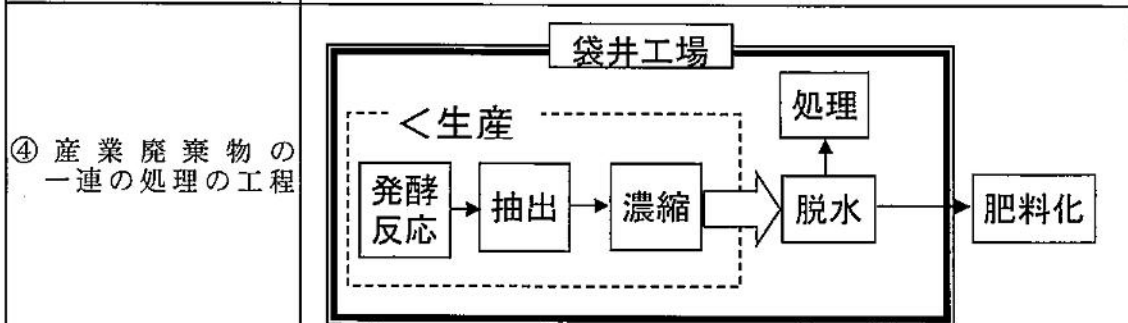 ④ 産業廃棄物の
一連の処理の工程
袋井工場
<生産
処理
発酵
反応
抽出
濃縮
脱水
肥料化